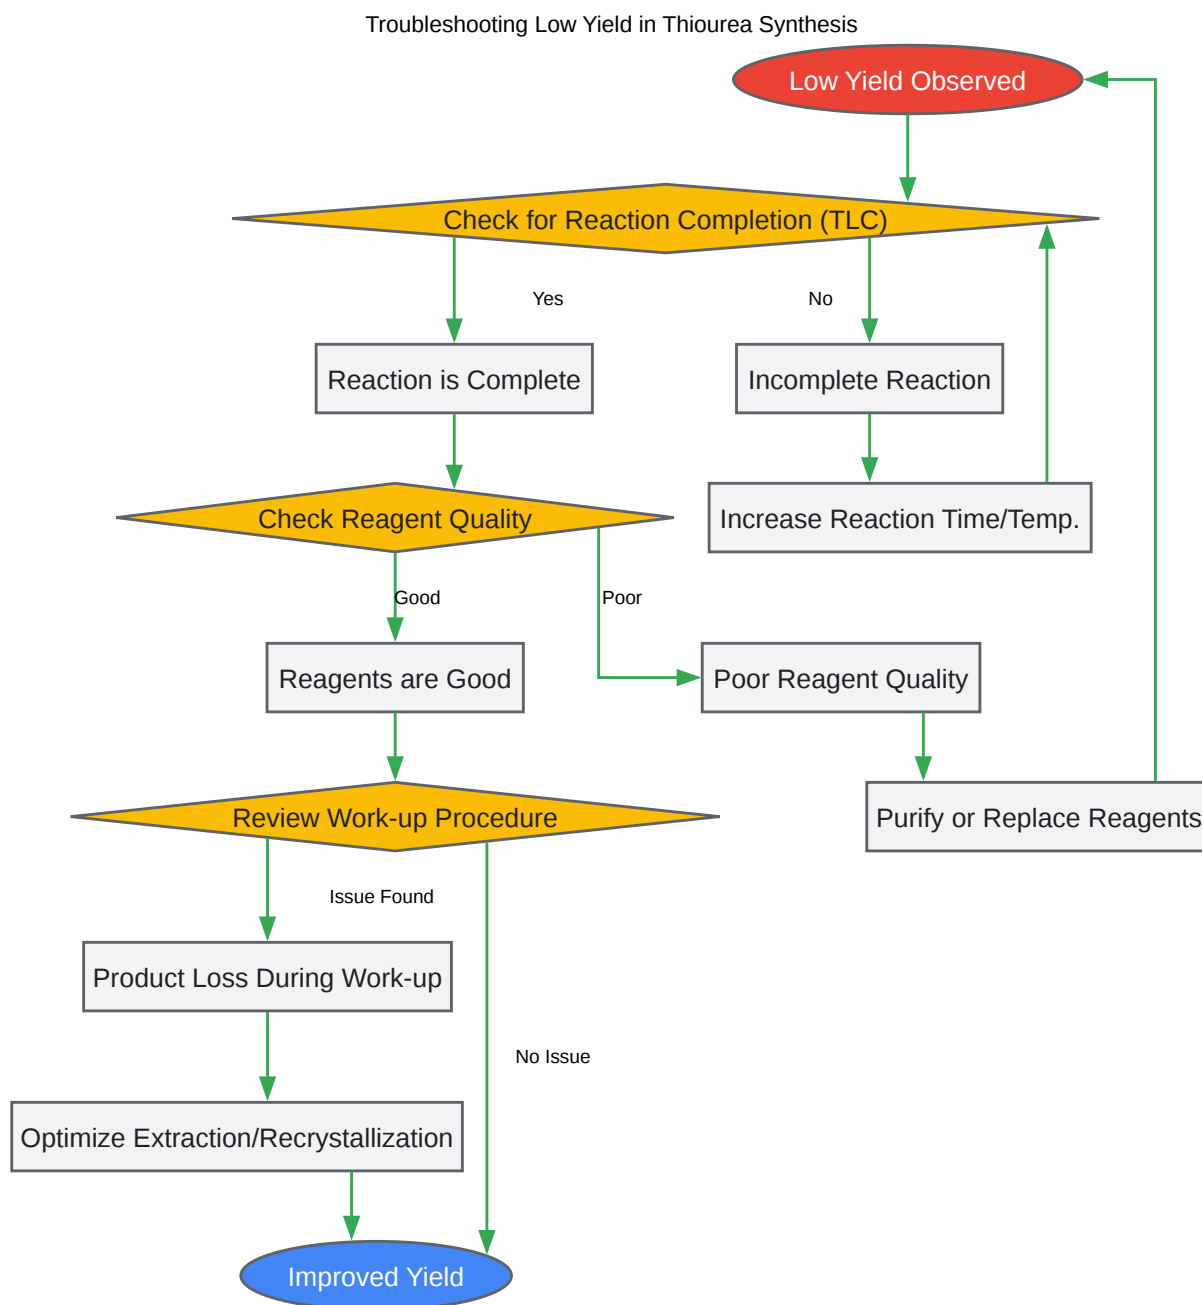 Troubleshooting Low Yield in Thiourea Synthesis
Low Yield Observed
Check for Reaction Completion (TLC)
Yes
No
Reaction is Complete
Incomplete Reaction
Check Reagent Quality
Increase Reaction Time/Temp.
Good
Poor
Reagents are Good
Poor Reagent Quality
Review Work-up Procedure
Purify or Replace Reagents
Issue Found
Product Loss During Work-up
No Issue
Optimize Extraction/Recrystallization
Improved Yield